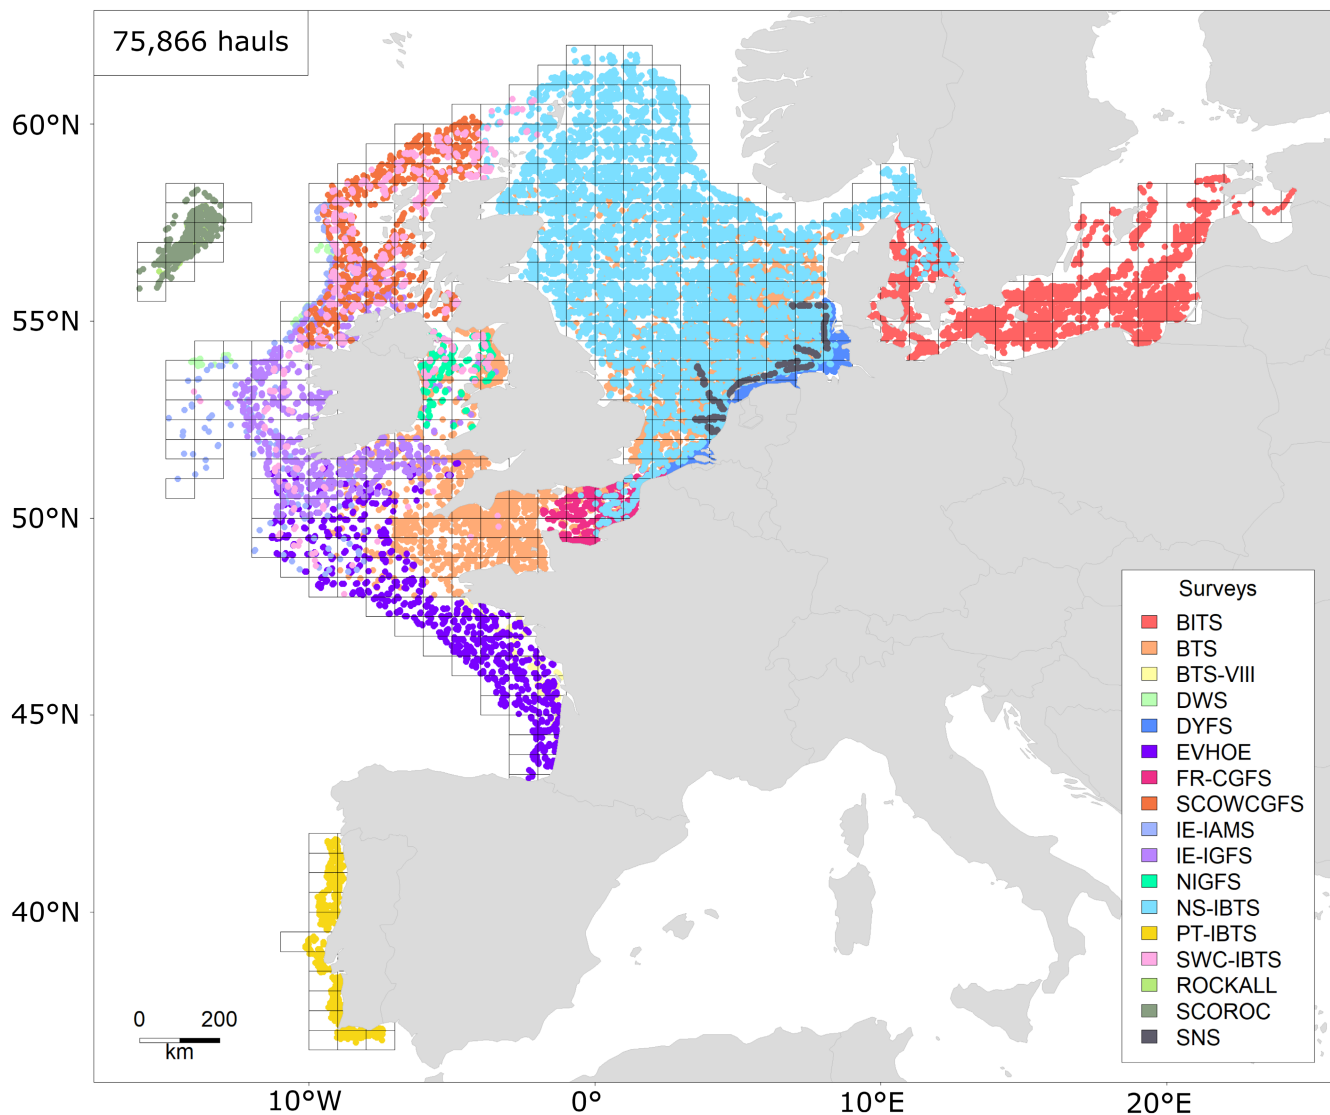 75,866 hauls
60°N
55°N
50°N
45°N
40°N
Surveys
BITS
BTS
BTS-VIII
DWS
DYFS
EVHOE
FR-CGFS
SCOWCGFS
IE-IAMS
IE-IGFS
NIGFS
NS-IBTS
PT-IBTS
SWC-IBTS
ROCKALL
SCOROC
SNS
0 200
km
10°W 0° 10°E 20°E